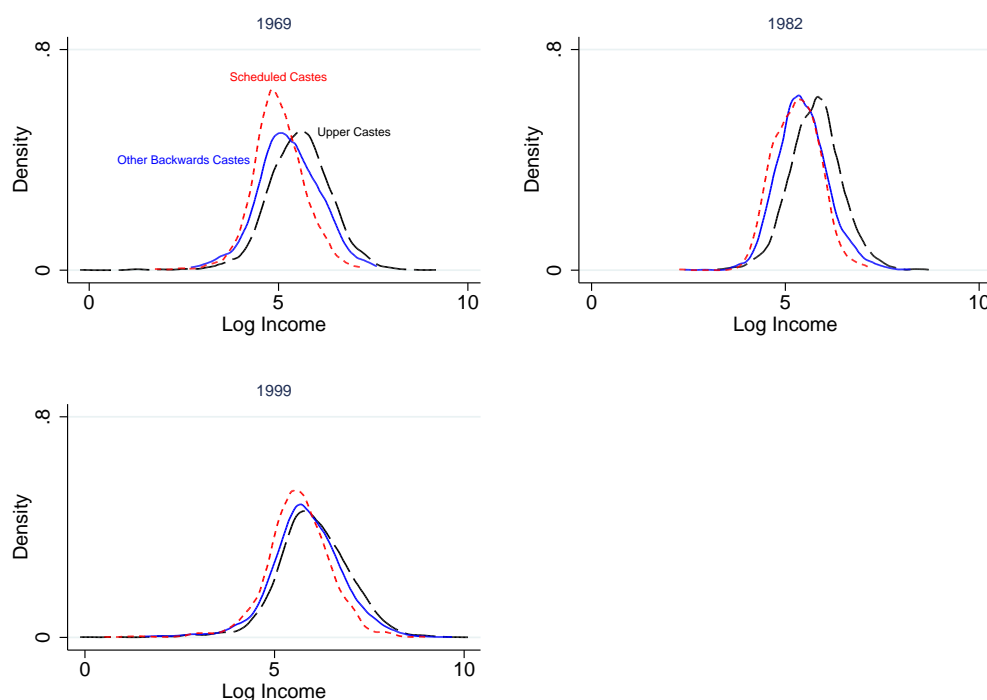 1969
.8
Density
0
Scheduled Castes
Upper Castes
Other Backwards Castes
0 5 10
Log Income
1982
.8
Density
0
0 5 10
Log Income
1999
.8
Density
0
0 5 10
Log Income